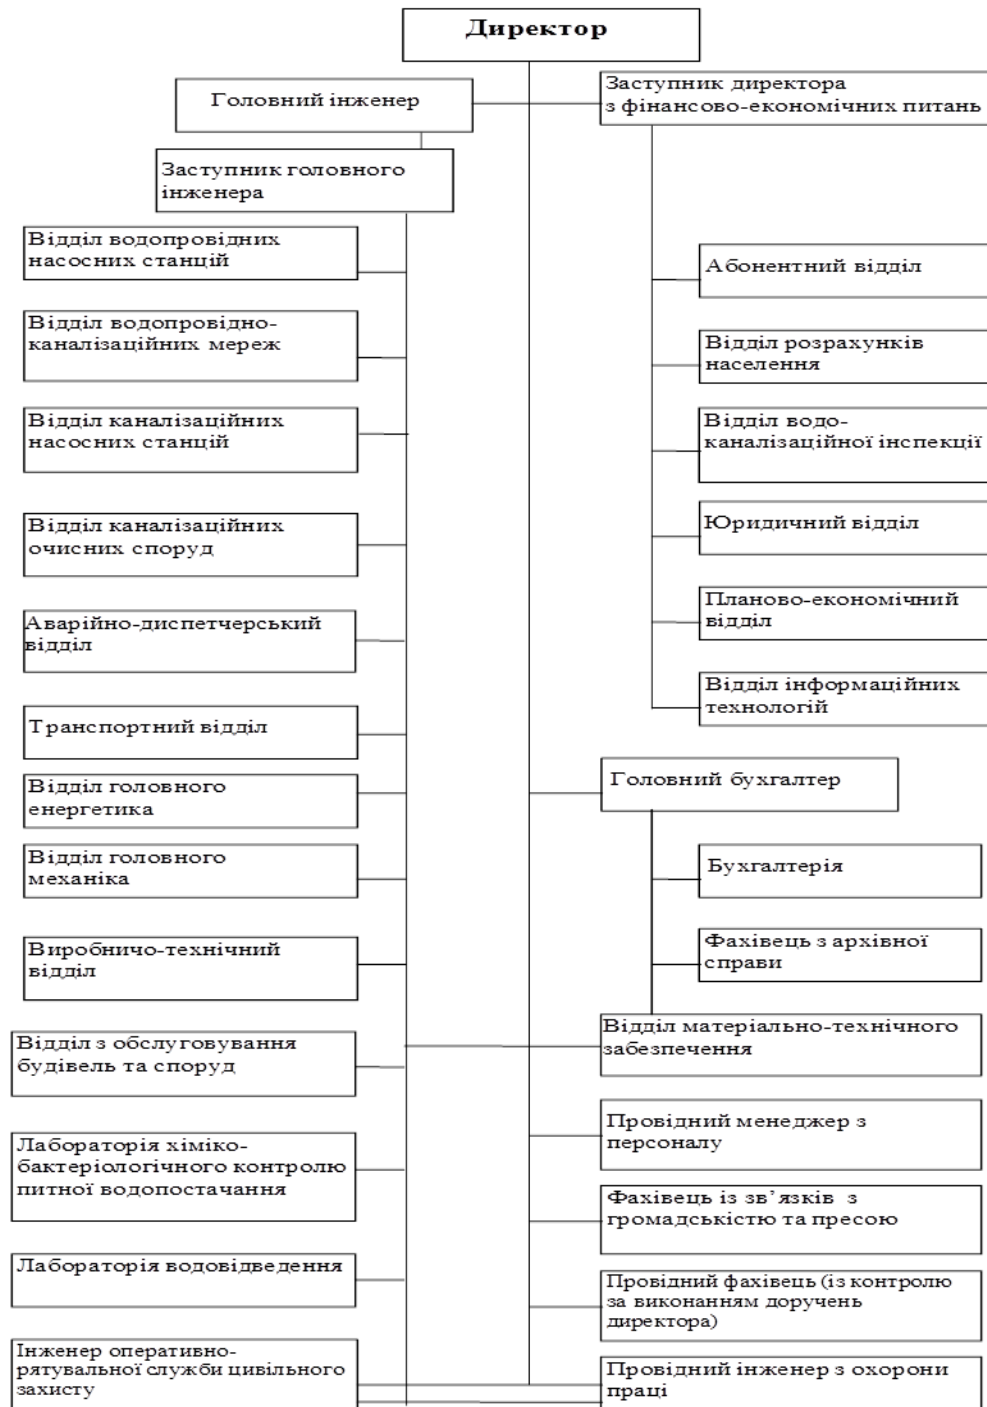 Директор
Головний інженер
Заступник директора
з фінансово-економічних питань
Заступник головного
інженера
Відділ водопровідних
насосних станцій
Відділ водопровідно-
каналізаційних мереж
Відділ каналізаційних
насосних станцій
Відділ каналізаційних
очисних споруд
Аварійно-диспетчерський
відділ
Транспортний відділ
Відділ головного
енергетика
Відділ головного
механіка
Виробничо-технічний
відділ
Відділ з обслуговування
будівель та споруд
Лабораторія хіміко-
бактеріологічного контролю
питної водопостачання
Лабораторія водовідведення
Інженер оперативно-
рятувальної служби цивільного
захисту
Абонентний відділ
Відділ розрахунків
населення
Відділ водо-
каналізаційної інспекції
Юридичний відділ
Планово-економічний
відділ
Відділ інформаційних
технологій
Головний бухгалтер
Бухгалтерія
Фахівець з архівної
справи
Відділ матеріально-технічного
забезпечення
Провідний менеджер з
персоналу
Фахівець із зв’язків з
громадськістю та пресою
Провідний фахівець (із контролю
за виконанням доручень
директора)
Провідний інженер з охорони
праці